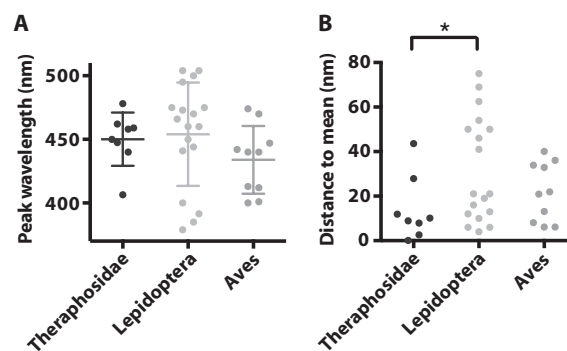 A
Peak wavelength (nm)
500
450
400
Theraphosidae
Lepidoptera
Aves
B
*
Distance to mean (nm)
80
60
40
20
0
Theraphosidae
Lepidoptera
Aves